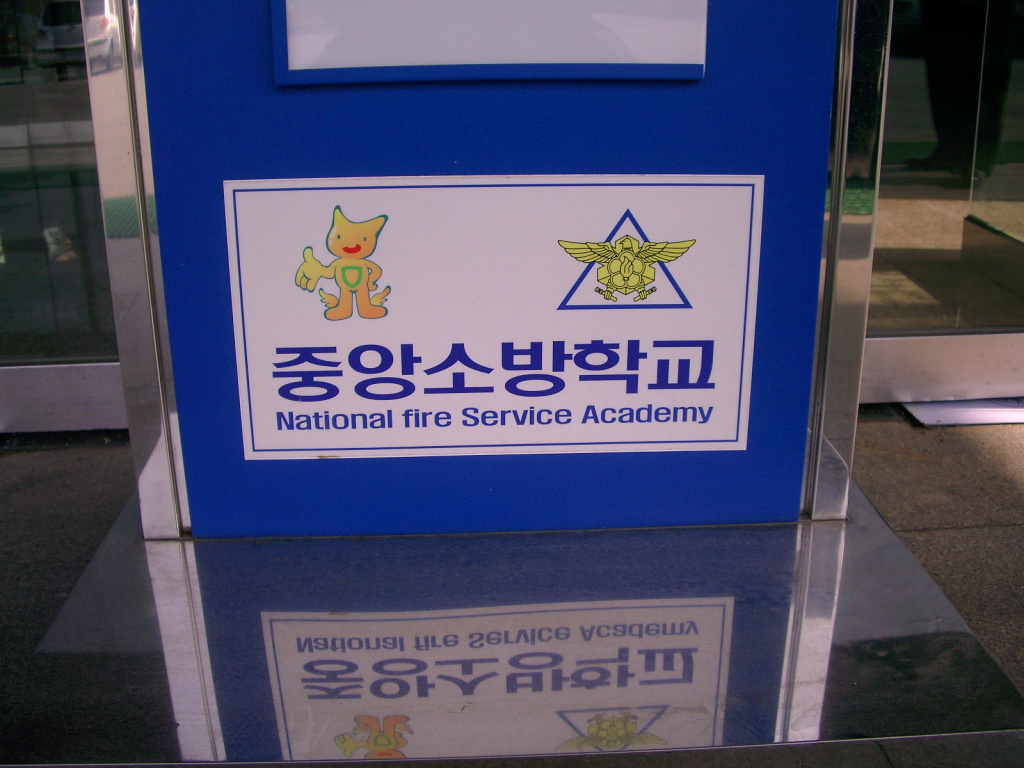 중앙소방학교
National fire Service Academy